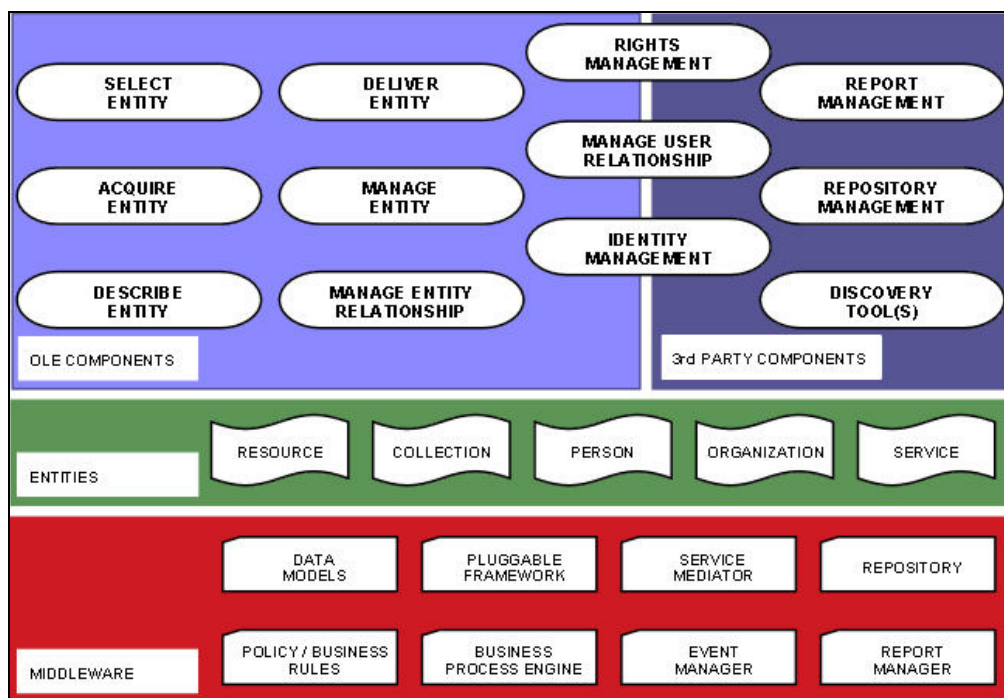 RIGHTS
MANAGEMENT
SELECT
ENTITY
DELIVER
ENTITY
REPORT
MANAGEMENT
MANAGE USER
RELATIONSHIP
ACQUIRE
ENTITY
MANAGE
ENTITY
REPOSITORY
MANAGEMENT
IDENTITY
MANAGEMENT
DESCRIBE
ENTITY
MANAGE ENTITY
RELATIONSHIP
DISCOVERY
TOOL(S)
OLE COMPONENTS
3rd PARTY COMPONENTS
RESOURCE
COLLECTION
PERSON
ORGANIZATION
SERVICE
ENTITIES
DATA
MODELS
PLUGGABLE
FRAMEWORK
SERVICE
MEDIATOR
REPOSITORY
POLICY / BUSINESS
RULES
BUSINESS
PROCESS ENGINE
EVENT
MANAGER
REPORT
MANAGER
MIDDLEWARE